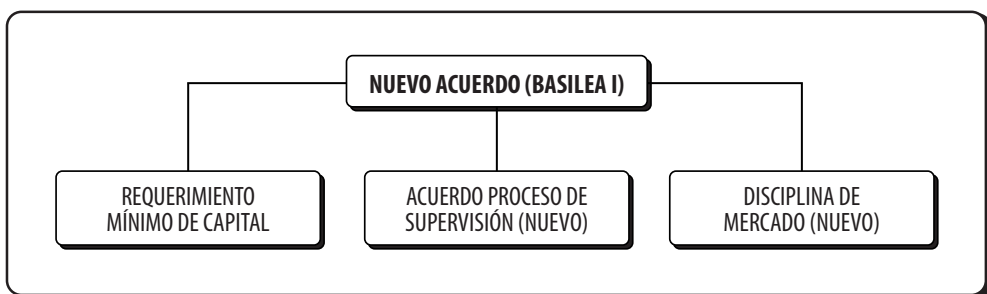 NUEVO ACUERDO (BASILEA I)
REQUERIMIENTO
MÍNIMO DE CAPITAL
ACUERDO PROCESO DE
SUPERVISIÓN (NUEVO)
DISCIPLINA DE
MERCADO (NUEVO)